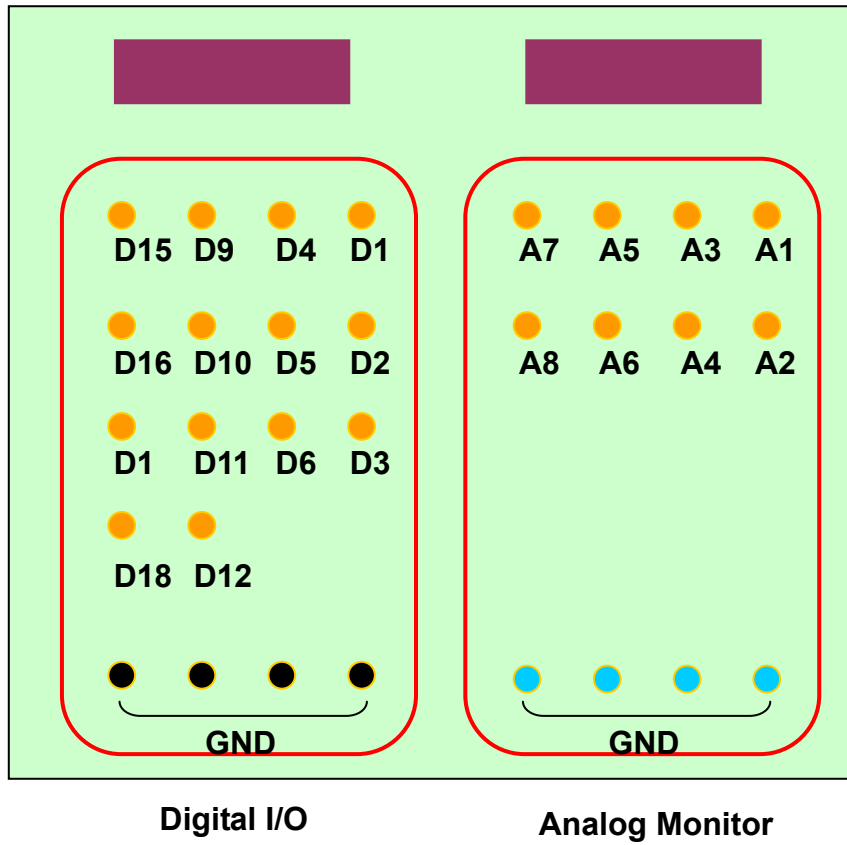 D15 D9 D4 D1
A7 A5 A3 A1
D16 D10 D5 D2
A8 A6 A4 A2
D1 D11 D6 D3
D18 D12
GND
GND
Digital I/O
Analog Monitor